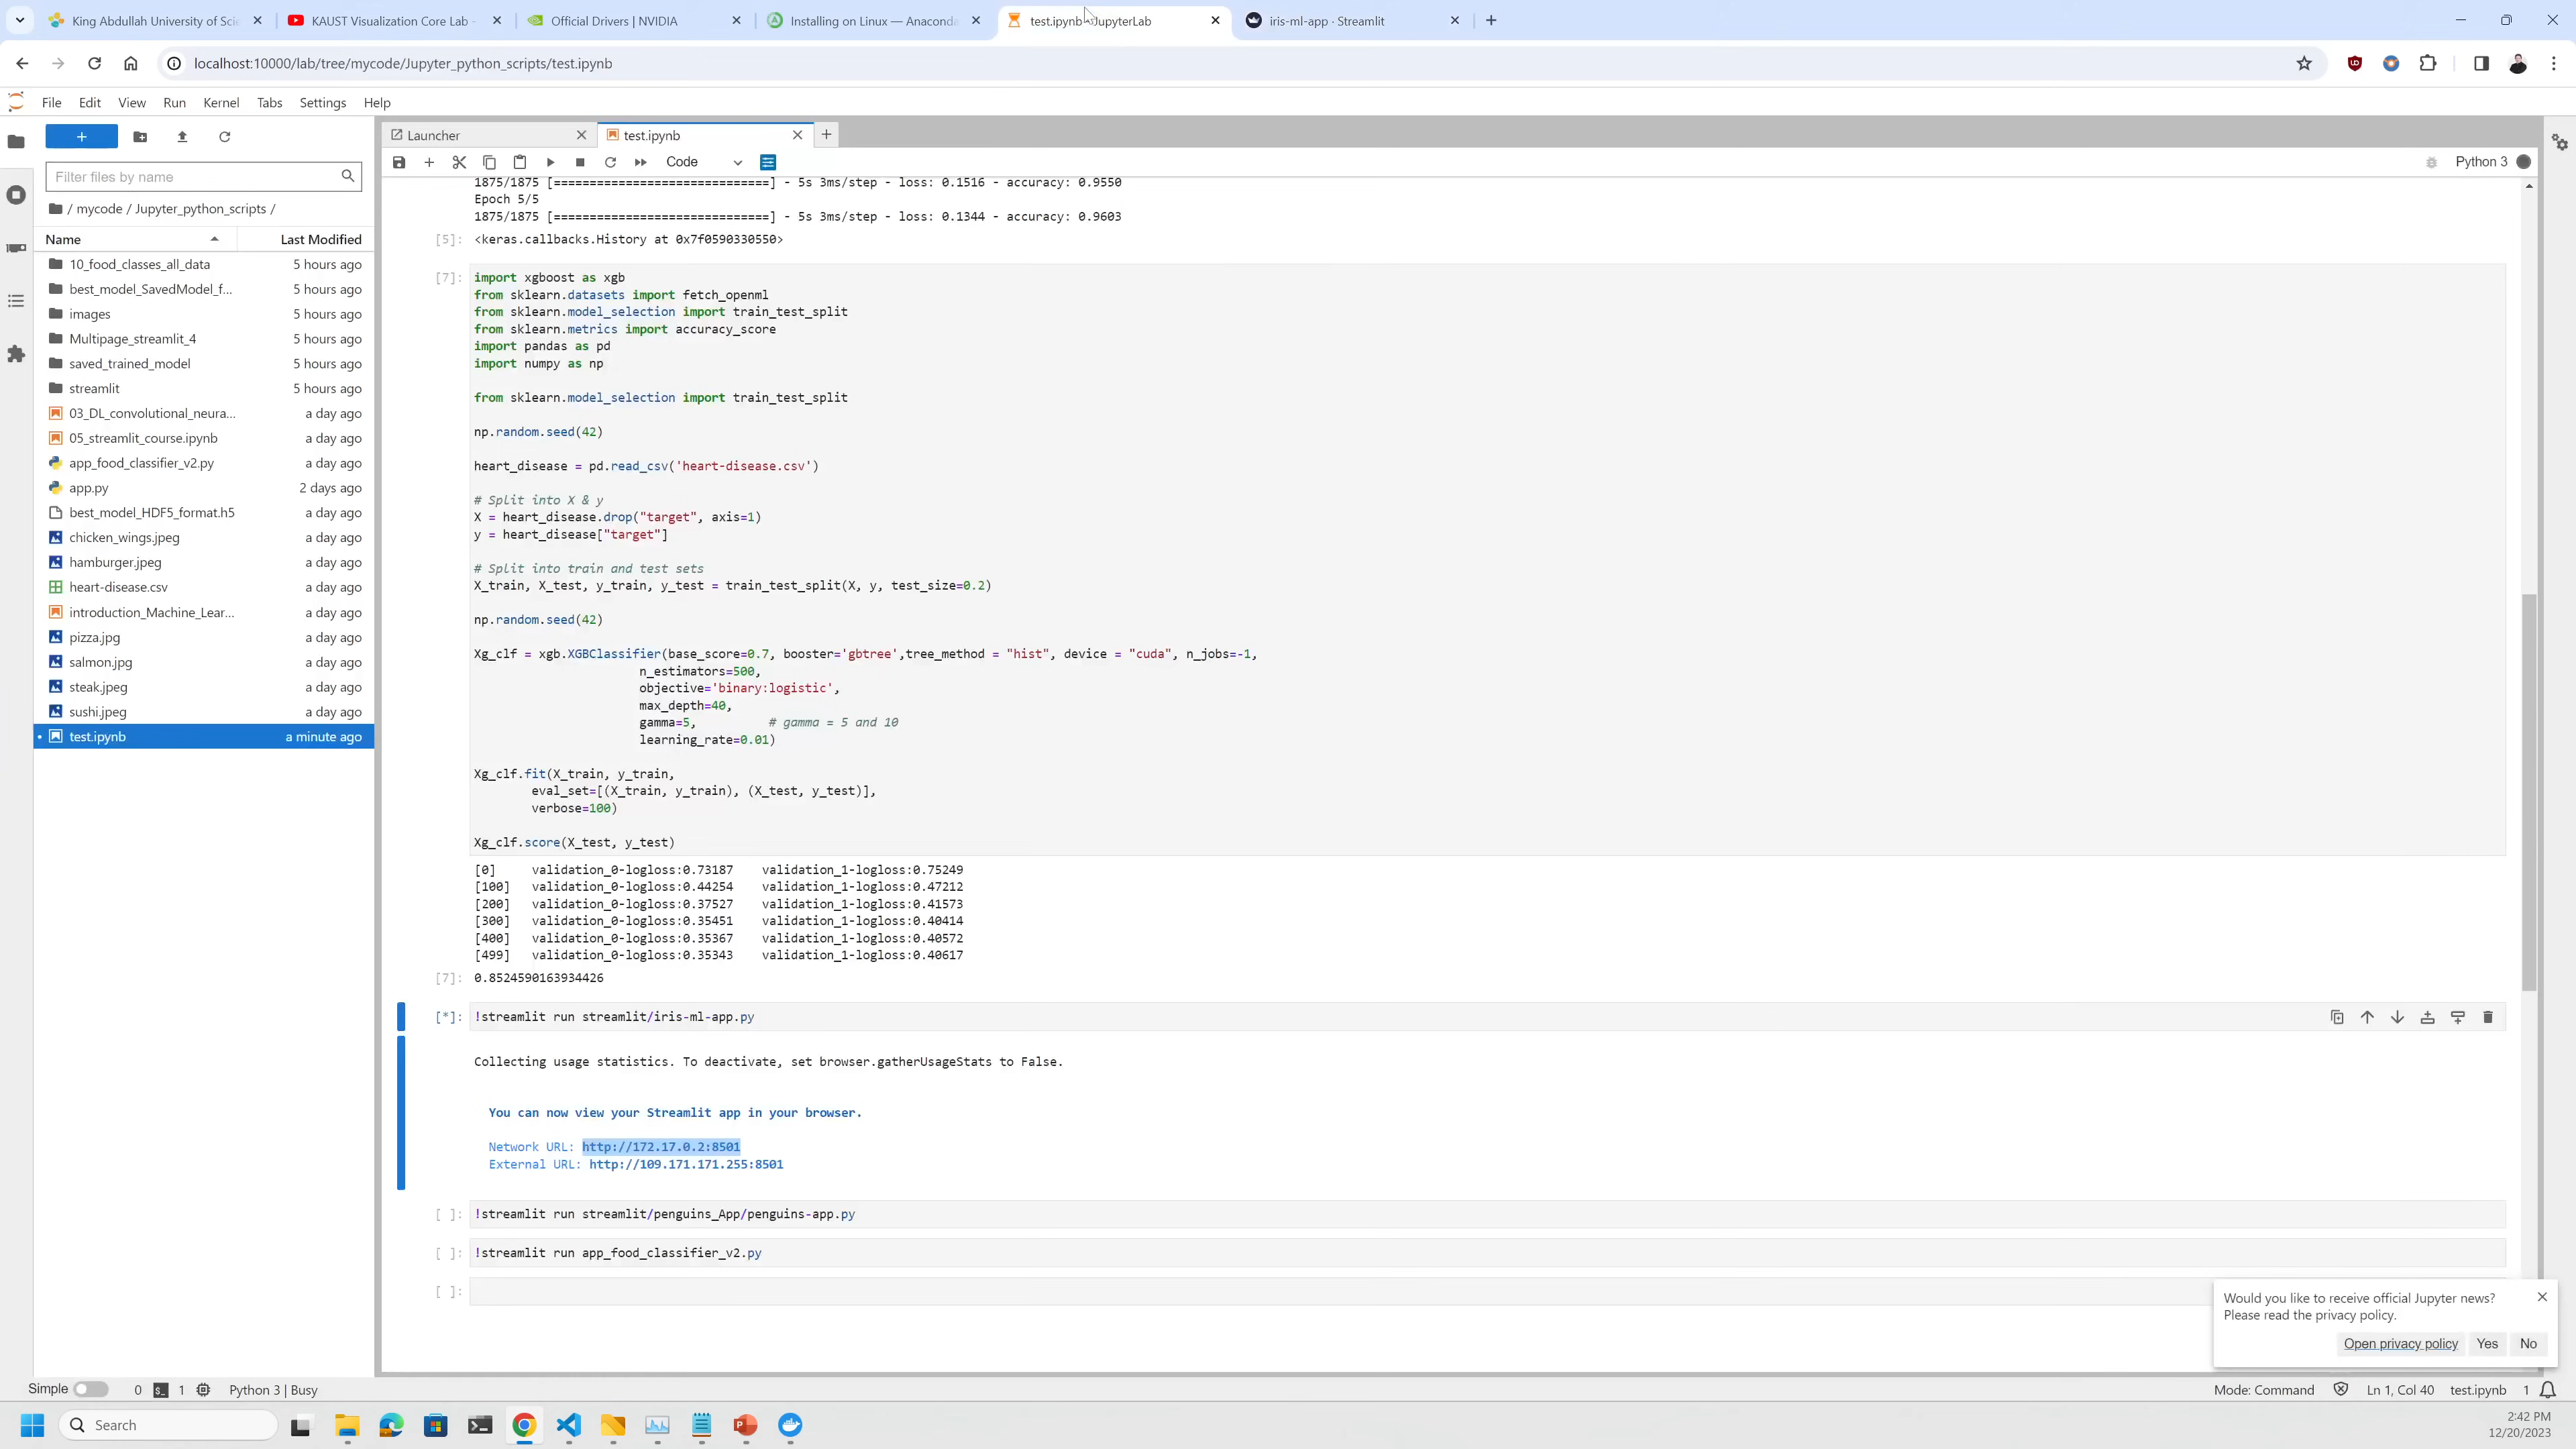 King Abdullah University of Scie
KAUST Visualization Core Lab -
Official Drivers | NVIDIA
Installing on Linux — Anaconda
test.ipynb - JupyterLab
iris-ml-app · Streamlit
localhost:10000/lab/tree/mycode/Jupyter_python_scripts/test.ipynb
File Edit View Run Kernel Tabs Settings Help
Launcher
test.ipynb
Code
Python 3
Filter files by name
/ mycode / Jupyter_python_scripts /
Name Last Modified
10_food_classes_all_data 5 hours ago
best_model_SavedModel_f... 5 hours ago
images 5 hours ago
Multipage_streamlit_4 5 hours ago
saved_trained_model 5 hours ago
streamlit 5 hours ago
03_DL_convolutional_neura... a day ago
05_streamlit_course.ipynb a day ago
app_food_classifier_v2.py a day ago
app.py 2 days ago
best_model_HDF5_format.h5 a day ago
chicken_wings.jpeg a day ago
hamburger.jpeg a day ago
heart-disease.csv a day ago
introduction_Machine_Lear... a day ago
pizza.jpg a day ago
salmon.jpg a day ago
steak.jpeg a day ago
sushi.jpeg a day ago
test.ipynb a minute ago
1875/1875 [==============================] - 5s 3ms/step - loss: 0.1516 - accuracy: 0.9550
Epoch 5/5
1875/1875 [==============================] - 5s 3ms/step - loss: 0.1344 - accuracy: 0.9603
[5]: <keras.callbacks.History at 0x7f0590330550>
[7]: import xgboost as xgb
from sklearn.datasets import fetch_openml
from sklearn.model_selection import train_test_split
from sklearn.metrics import accuracy_score
import pandas as pd
import numpy as np
from sklearn.model_selection import train_test_split
np.random.seed(42)
heart_disease = pd.read_csv('heart-disease.csv')
# Split into X & y
X = heart_disease.drop("target", axis=1)
y = heart_disease["target"]
# Split into train and test sets
X_train, X_test, y_train, y_test = train_test_split(X, y, test_size=0.2)
np.random.seed(42)
Xg_clf = xgb.XGBClassifier(base_score=0.7, booster='gbtree',tree_method = "hist", device = "cuda", n_jobs=-1,
n_estimators=500,
objective='binary:logistic',
max_depth=40,
gamma=5, # gamma = 5 and 10
learning_rate=0.01)
Xg_clf.fit(X_train, y_train,
eval_set=[(X_train, y_train), (X_test, y_test)],
verbose=100)
Xg_clf.score(X_test, y_test)
[0] validation_0-logloss:0.73187 validation_1-logloss:0.75249
[100] validation_0-logloss:0.44254 validation_1-logloss:0.47212
[200] validation_0-logloss:0.37527 validation_1-logloss:0.41573
[300] validation_0-logloss:0.35451 validation_1-logloss:0.40414
[400] validation_0-logloss:0.35367 validation_1-logloss:0.40572
[499] validation_0-logloss:0.35343 validation_1-logloss:0.40617
[7]: 0.8524590163934426
[*]: !streamlit run streamlit/iris-ml-app.py
Collecting usage statistics. To deactivate, set browser.gatherUsageStats to False.
You can now view your Streamlit app in your browser.
Network URL: http://172.17.0.2:8501
External URL: http://109.171.171.255:8501
[ ]: !streamlit run streamlit/penguins_App/penguins-app.py
[ ]: !streamlit run app_food_classifier_v2.py
[ ]:
Would you like to receive official Jupyter news?
Please read the privacy policy.
Open privacy policy Yes No
Simple 0 1 Python 3 | Busy
Mode: Command Ln 1, Col 40 test.ipynb 1
Search
2:42 PM
12/20/2023